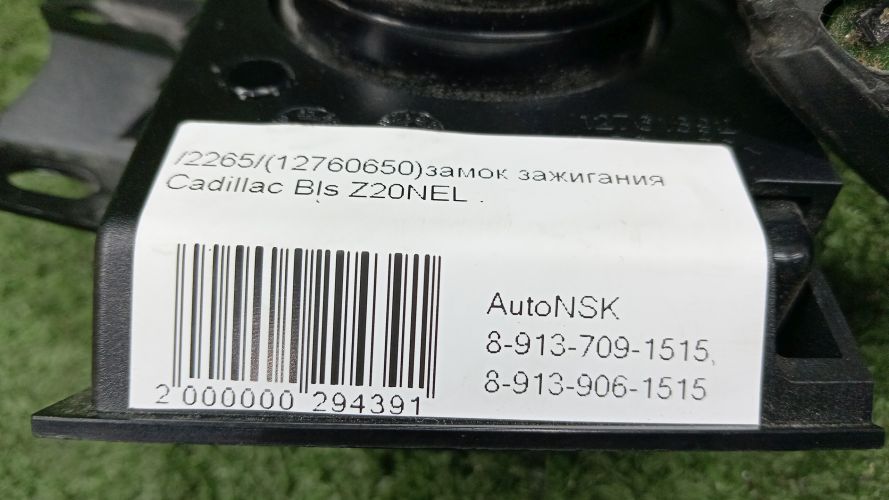 /2265/(12760650)замок зажигания
Cadillac Bls Z20NEL .
AutoNSK
8-913-709-1515,
8-913-906-1515
2 000000 294391